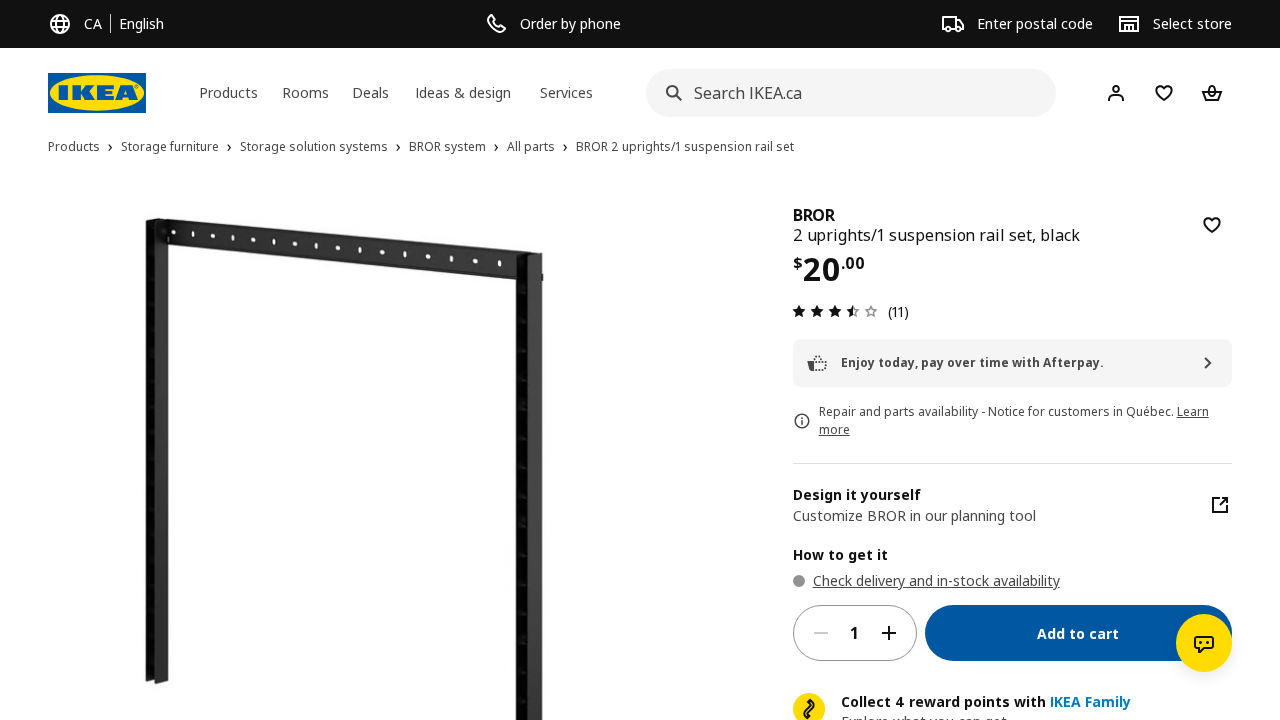 CA English
Order by phone
Enter postal code
Select store
IKEA
Products
Rooms
Deals
Ideas & design
Services
Search IKEA.ca
Products › Storage furniture › Storage solution systems › BROR system › All parts › BROR 2 uprights/1 suspension rail set
BROR
2 uprights/1 suspension rail set, black
$20.00
(11)
Enjoy today, pay over time with Afterpay.
Repair and parts availability - Notice for customers in Québec. Learn
more
Design it yourself
Customize BROR in our planning tool
How to get it
Check delivery and in-stock availability
1
Add to cart
Collect 4 reward points with IKEA Family
Explore what you can get